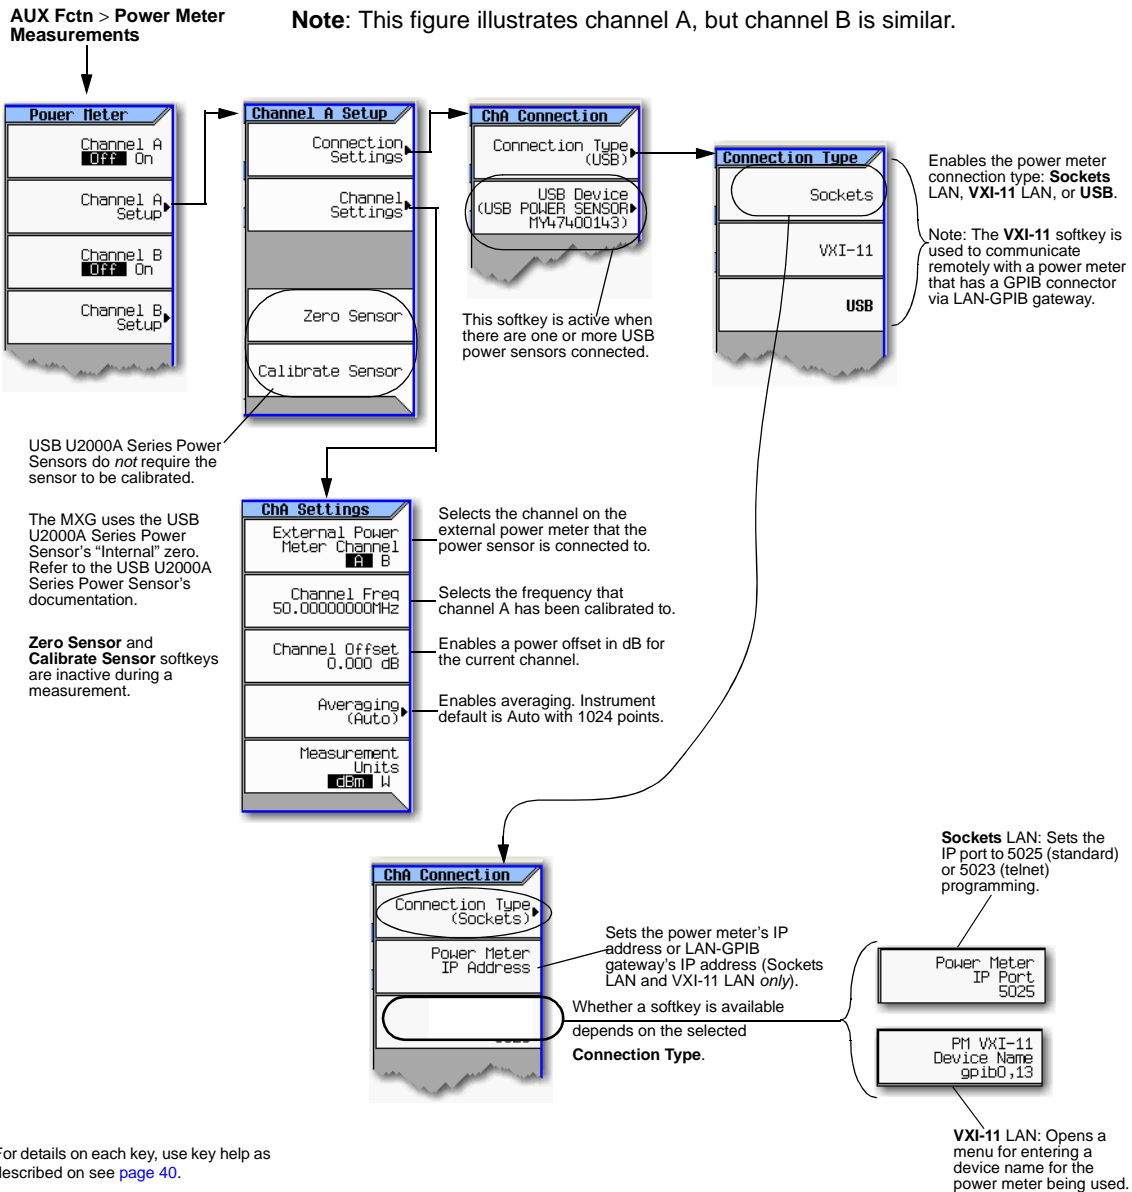 AUX Fctn > Power Meter
Measurements
Note: This figure illustrates channel A, but channel B is similar.
Power Meter
Channel A
Off On
Channel A
Setup
Channel B
Off On
Channel B
Setup
Channel A Setup
Connection
Settings
Channel
Settings
Zero Sensor
Calibrate Sensor
ChA Connection
Connection Type
(USB)
USB Device
(USB POWER SENSOR
MY47400143)
This softkey is active when
there are one or more USB
power sensors connected.
Connection Type
Sockets
VXI-11
USB
Enables the power meter
connection type: Sockets
LAN, VXI-11 LAN, or USB.
Note: The VXI-11 softkey is
used to communicate
remotely with a power meter
that has a GPIB connector
via LAN-GPIB gateway.
USB U2000A Series Power
Sensors do not require the
sensor to be calibrated.
The MXG uses the USB
U2000A Series Power
Sensor's “Internal” zero.
Refer to the USB U2000A
Series Power Sensor's
documentation.
Zero Sensor and
Calibrate Sensor softkeys
are inactive during a
measurement.
ChA Settings
External Power
Meter Channel
A B
Channel Freq
50.00000000MHz
Channel Offset
0.000 dB
Averaging
(Auto)
Measurement
Units
dBm W
Selects the channel on the
external power meter that the
power sensor is connected to.
Selects the frequency that
channel A has been calibrated to.
Enables a power offset in dB for
the current channel.
Enables averaging. Instrument
default is Auto with 1024 points.
ChA Connection
Connection Type
(Sockets)
Power Meter
IP Address
Sets the power meter's IP
address or LAN-GPIB
gateway's IP address (Sockets
LAN and VXI-11 LAN only).
Whether a softkey is available
depends on the selected
Connection Type.
Sockets LAN: Sets the
IP port to 5025 (standard)
or 5023 (telnet)
programming.
Power Meter
IP Port
5025
PM VXI-11
Device Name
gpib0,13
VXI-11 LAN: Opens a
menu for entering a
device name for the
power meter being used.
For details on each key, use key help as
described on see page 40.